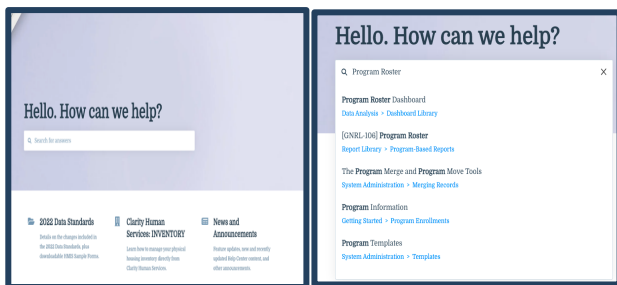 Hello. How can we help?
Search for answers
2022 Data Standards
Details on the changes included in
the 2022 Data Standards, plus
downloadable HMIS Sample Forms.
Clarity Human
Services: INVENTORY
Learn how to manage your physical
housing inventory directly from
Clarity Human Services.
News and
Announcements
Feature updates, new and recently
updated Help Center content, and
other announcements.
Hello. How can we help?
Program Roster X
Program Roster Dashboard
Data Analysis > Dashboard Library
[GNRL-106] Program Roster
Report Library > Program-Based Reports
The Program Merge and Program Move Tools
System Administration > Merging Records
Program Information
Getting Started > Program Enrollments
Program Templates
System Administration > Templates